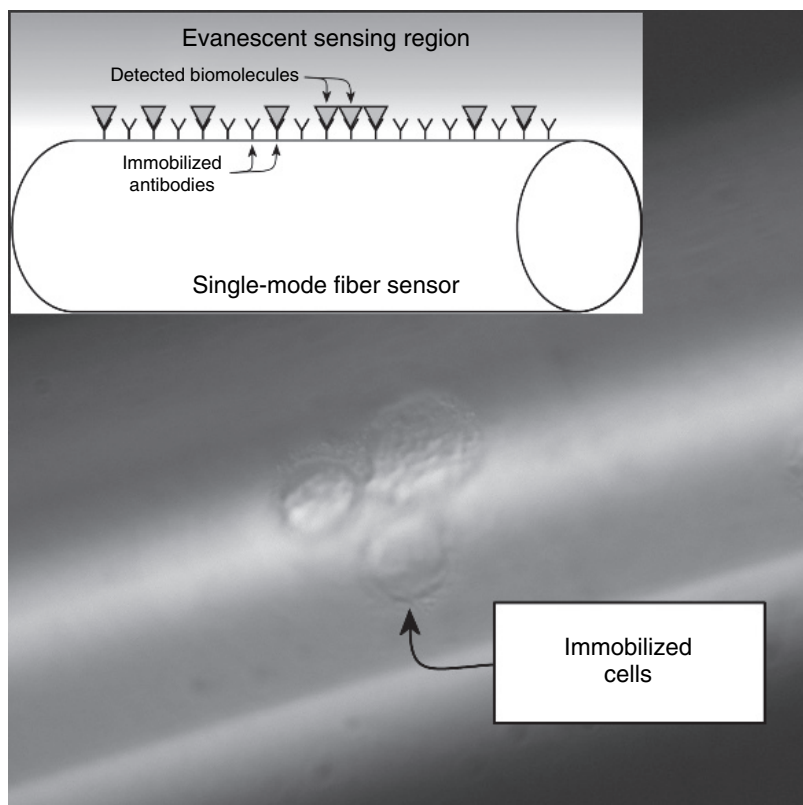 Evanescent sensing region
Detected biomolecules
Immobilized
antibodies
Single-mode fiber sensor
Immobilized
cells